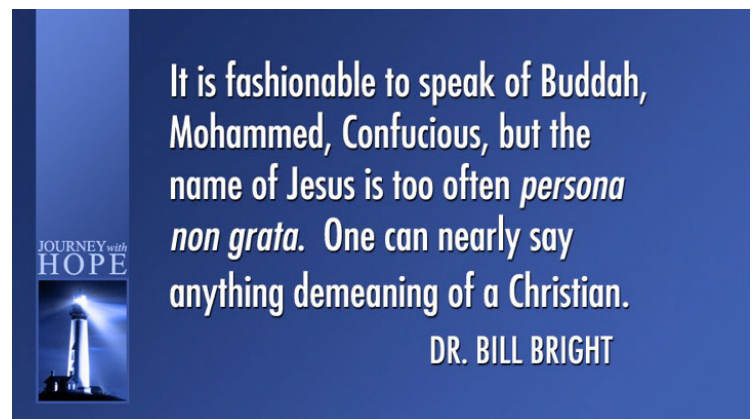 It is fashionable to speak of Buddah,
Mohammed, Confucious, but the
name of Jesus is too often persona
non grata.  One can nearly say
anything demeaning of a Christian.
DR. BILL BRIGHT
JOURNEY with
HOPE